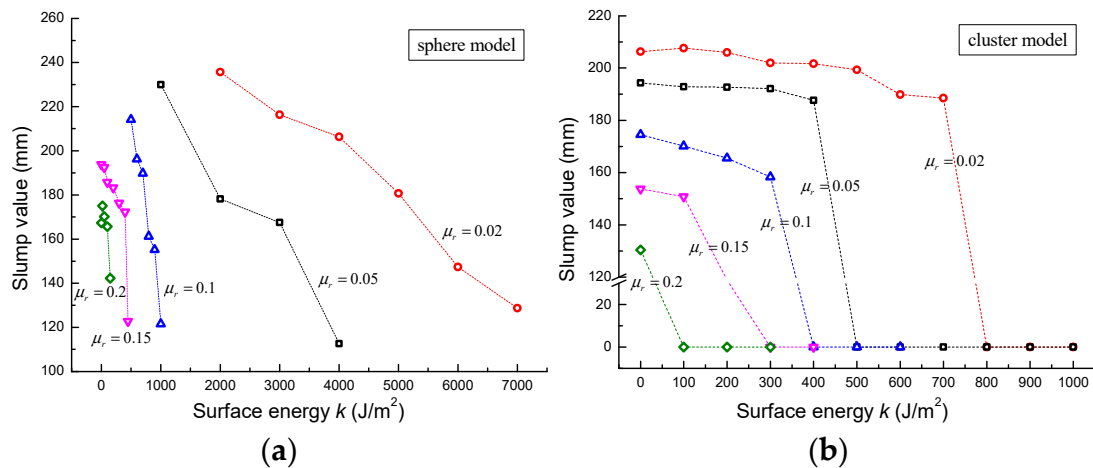 sphere model
Slump value (mm)
260
240
220
200
180
160
140
120
100
μr = 0.02
μr = 0.05
μr = 0.2
μr = 0.1
μr = 0.15
0 1000 2000 3000 4000 5000 6000 7000
Surface energy k (J/m²)
(a)
cluster model
Slump value (mm)
220
200
180
160
140
120
20
0
μr = 0.02
μr = 0.05
μr = 0.1
μr = 0.15
μr = 0.2
0 100 200 300 400 500 600 700 800 900 1000
Surface energy k (J/m²)
(b)